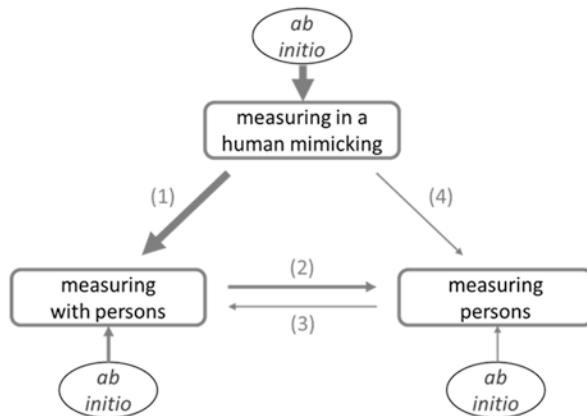 ab
initio
measuring in a
human mimicking
(1)
(4)
measuring
with persons
(2)
(3)
measuring
persons
ab
initio
ab
initio